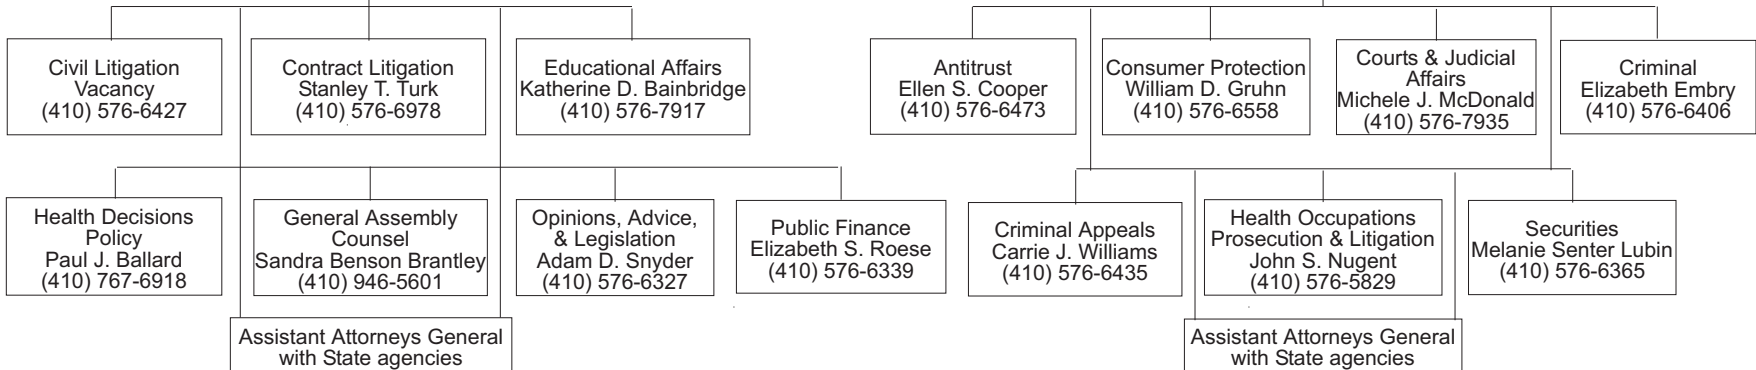 Civil Litigation
Vacancy
(410) 576-6427
Contract Litigation
Stanley T. Turk
(410) 576-6978
Educational Affairs
Katherine D. Bainbridge
(410) 576-7917
Antitrust
Ellen S. Cooper
(410) 576-6473
Consumer Protection
William D. Gruhn
(410) 576-6558
Courts & Judicial
Affairs
Michele J. McDonald
(410) 576-7935
Criminal
Elizabeth Embry
(410) 576-6406
Health Decisions
Policy
Paul J. Ballard
(410) 767-6918
General Assembly
Counsel
Sandra Benson Brantley
(410) 946-5601
Opinions, Advice,
& Legislation
Adam D. Snyder
(410) 576-6327
Public Finance
Elizabeth S. Roese
(410) 576-6339
Criminal Appeals
Carrie J. Williams
(410) 576-6435
Health Occupations
Prosecution & Litigation
John S. Nugent
(410) 576-5829
Securities
Melanie Senter Lubin
(410) 576-6365
Assistant Attorneys General
with State agencies
Assistant Attorneys General
with State agencies